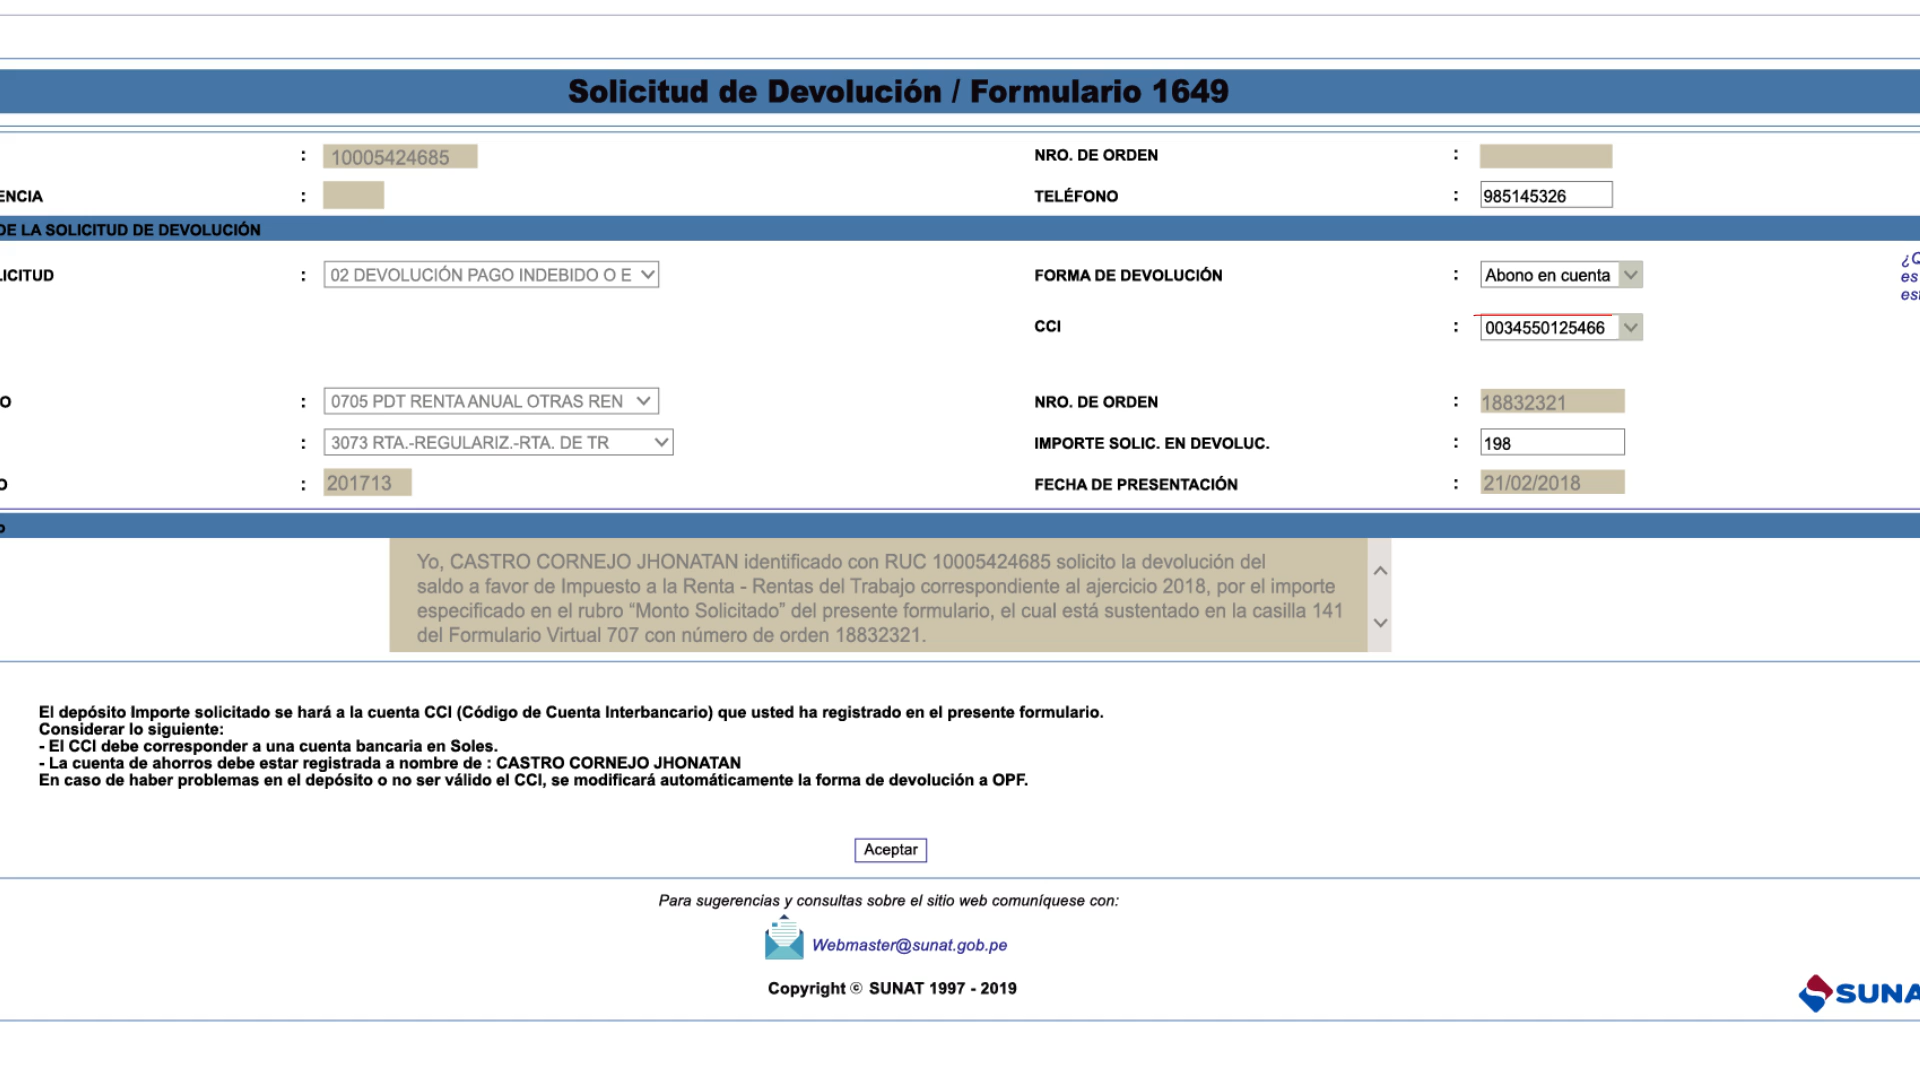 Solicitud de Devolución / Formulario 1649
: 10005424685 NRO. DE ORDEN :
ENCIA : TELÉFONO : 985145326
DE LA SOLICITUD DE DEVOLUCIÓN
LICITUD : 02 DEVOLUCIÓN PAGO INDEBIDO O E FORMA DE DEVOLUCIÓN : Abono en cuenta
¿Q
es
est
CCI : 0034550125466
O : 0705 PDT RENTA ANUAL OTRAS REN NRO. DE ORDEN : 18832321
: 3073 RTA.-REGULARIZ.-RTA. DE TR IMPORTE SOLIC. EN DEVOLUC. : 198
O : 201713 FECHA DE PRESENTACIÓN : 21/02/2018
Yo, CASTRO CORNEJO JHONATAN identificado con RUC 10005424685 solicito la devolución del
saldo a favor de Impuesto a la Renta - Rentas del Trabajo correspondiente al ajercicio 2018, por el importe
especificado en el rubro “Monto Solicitado” del presente formulario, el cual está sustentado en la casilla 141
del Formulario Virtual 707 con número de orden 18832321.
El depósito Importe solicitado se hará a la cuenta CCI (Código de Cuenta Interbancario) que usted ha registrado en el presente formulario.
Considerar lo siguiente:
- El CCI debe corresponder a una cuenta bancaria en Soles.
- La cuenta de ahorros debe estar registrada a nombre de : CASTRO CORNEJO JHONATAN
En caso de haber problemas en el depósito o no ser válido el CCI, se modificará automáticamente la forma de devolución a OPF.
Aceptar
Para sugerencias y consultas sobre el sitio web comuníquese con:
Webmaster@sunat.gob.pe
Copyright © SUNAT 1997 - 2019
SUNA